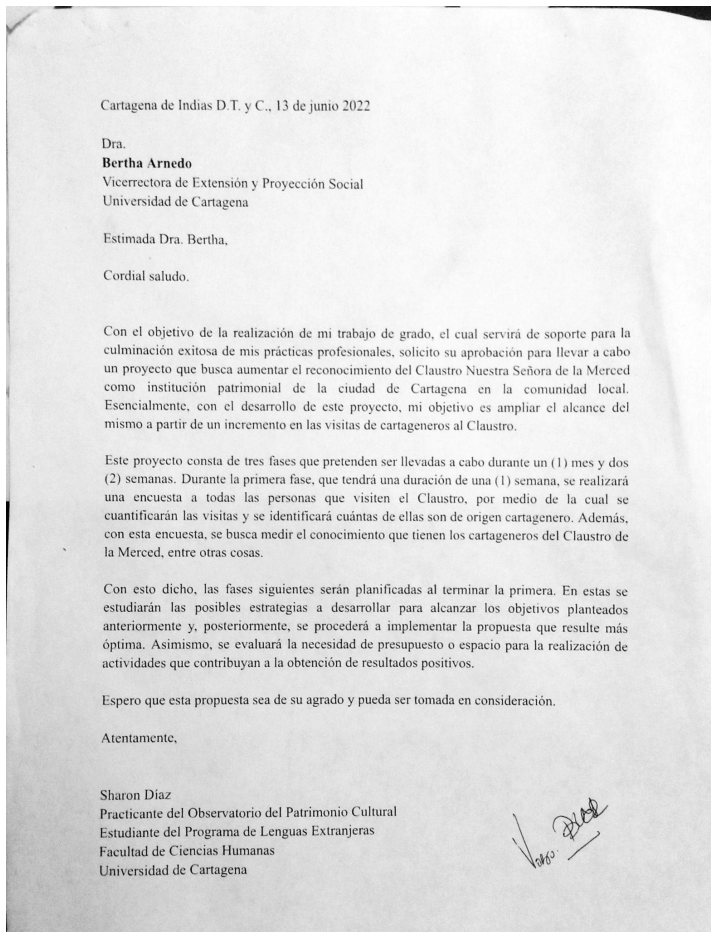 Cartagena de Indias D.T. y C., 13 de junio 2022
Dra.
Bertha Arnedo
Vicerrectora de Extensión y Proyección Social
Universidad de Cartagena
Estimada Dra. Bertha,
Cordial saludo.
Con el objetivo de la realización de mi trabajo de grado, el cual servirá de soporte para la
culminación exitosa de mis prácticas profesionales, solicito su aprobación para llevar a cabo
un proyecto que busca aumentar el reconocimiento del Claustro Nuestra Señora de la Merced
como institución patrimonial de la ciudad de Cartagena en la comunidad local.
Esencialmente, con el desarrollo de este proyecto, mi objetivo es ampliar el alcance del
mismo a partir de un incremento en las visitas de cartageneros al Claustro.
Este proyecto consta de tres fases que pretenden ser llevadas a cabo durante un (1) mes y dos
(2) semanas. Durante la primera fase, que tendrá una duración de una (1) semana, se realizará
una encuesta a todas las personas que visiten el Claustro, por medio de la cual se
cuantificarán las visitas y se identificará cuántas de ellas son de origen cartagenero. Además,
con esta encuesta, se busca medir el conocimiento que tienen los cartageneros del Claustro de
la Merced, entre otras cosas.
Con esto dicho, las fases siguientes serán planificadas al terminar la primera. En estas se
estudiarán las posibles estrategias a desarrollar para alcanzar los objetivos planteados
anteriormente y, posteriormente, se procederá a implementar la propuesta que resulte más
óptima. Asimismo, se evaluará la necesidad de presupuesto o espacio para la realización de
actividades que contribuyan a la obtención de resultados positivos.
Espero que esta propuesta sea de su agrado y pueda ser tomada en consideración.
Atentamente,
Sharon Díaz
Practicante del Observatorio del Patrimonio Cultural
Estudiante del Programa de Lenguas Extranjeras
Facultad de Ciencias Humanas
Universidad de Cartagena